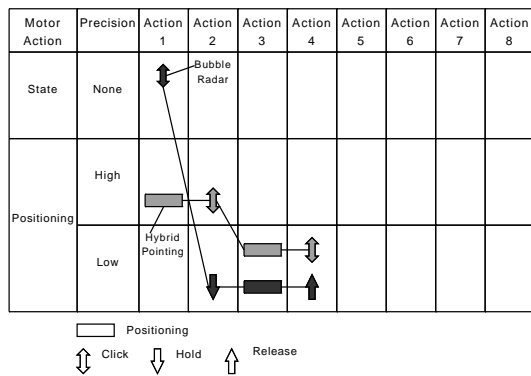 Motor Action Precision Action 1 Action 2 Action 3 Action 4 Action 5 Action 6 Action 7 Action 8
Bubble Radar
State None
High
Positioning
Hybrid Pointing
Low
Positioning
Click Hold Release